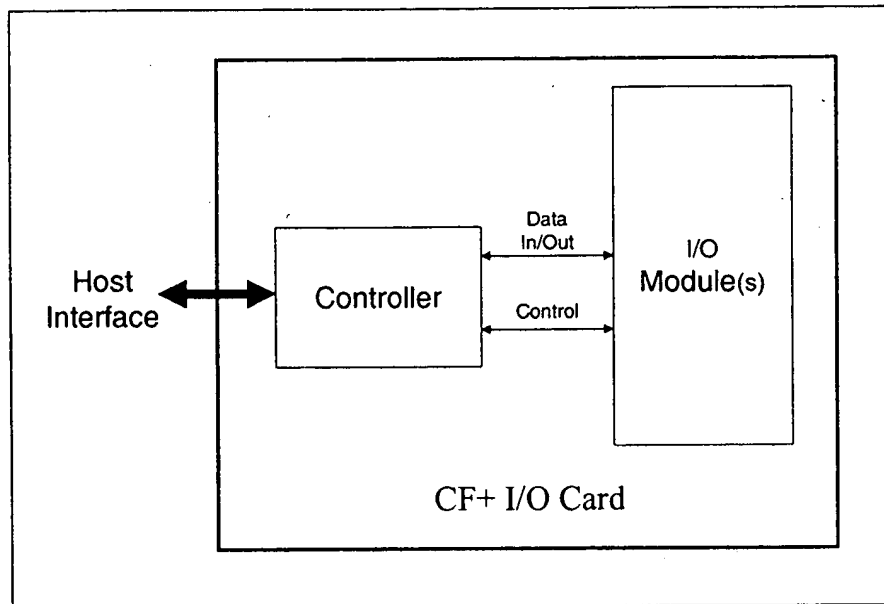 Host
Interface
Controller
Data
In/Out
Control
I/O
Module(s)
CF+ I/O Card